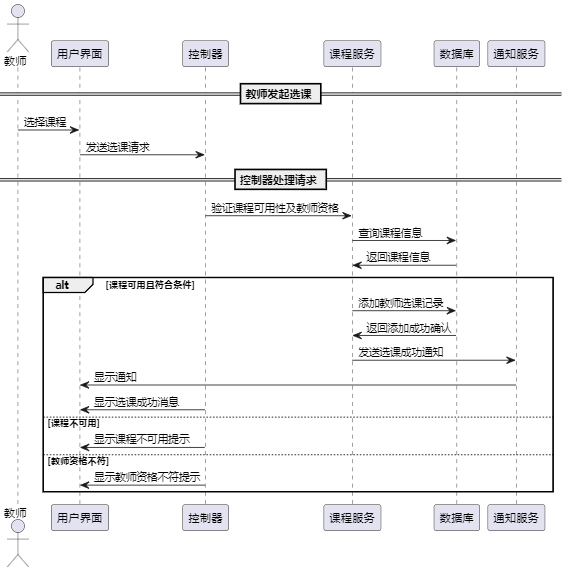 教师
用户界面
控制器
课程服务
数据库
通知服务
教师发起选课
选择课程
发送选课请求
控制器处理请求
验证课程可用性及教师资格
查询课程信息
返回课程信息
alt
[课程可用且符合条件]
添加教师选课记录
返回添加成功确认
发送选课成功通知
显示通知
显示选课成功消息
[课程不可用]
显示课程不可用提示
[教师资格不符]
显示教师资格不符提示
教师
用户界面
控制器
课程服务
数据库
通知服务